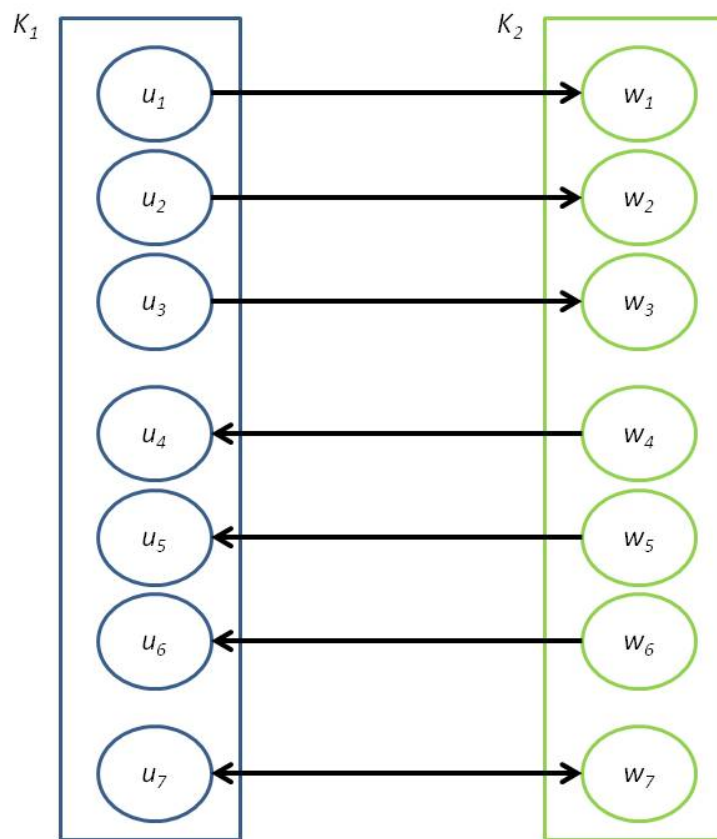 K₁ K₂
u₁ w₁
u₂ w₂
u₃ w₃
u₄ w₄
u₅ w₅
u₆ w₆
u₇ w₇